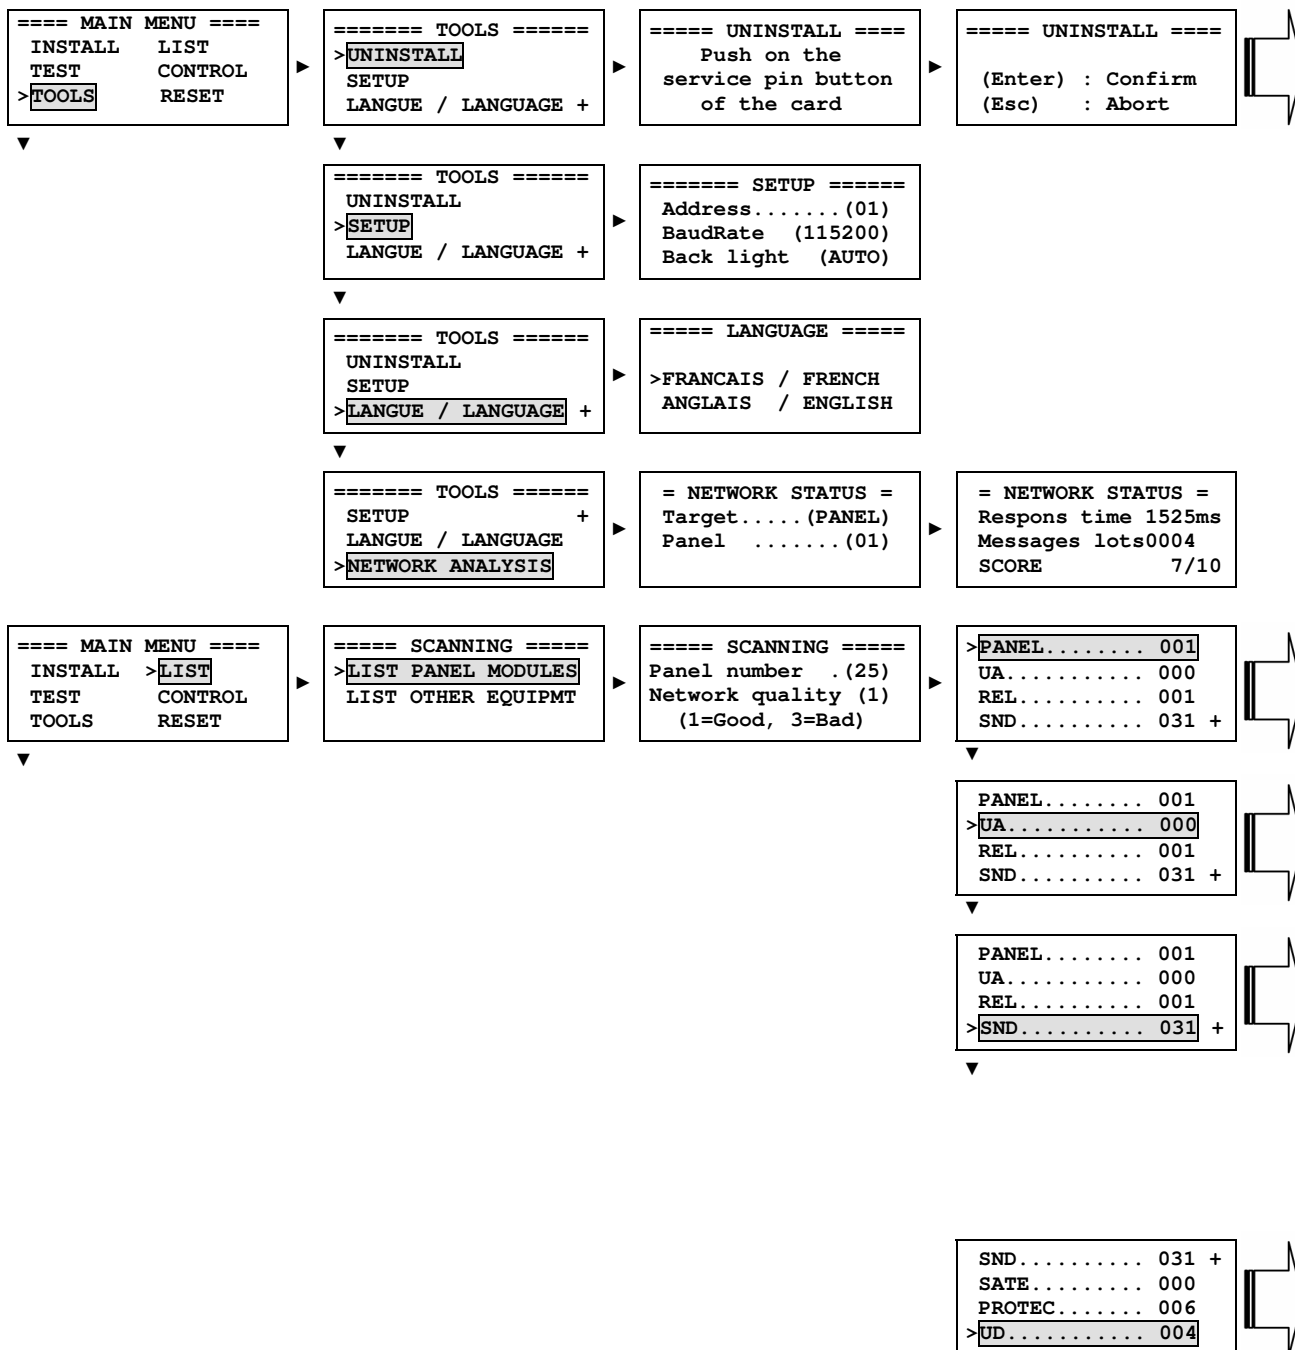 ==== MAIN MENU ====
INSTALL LIST
TEST CONTROL
>TOOLS RESET
►
======= TOOLS ======
>UNINSTALL
SETUP
LANGUE / LANGUAGE +
►
===== UNINSTALL ====
Push on the
service pin button
of the card
►
===== UNINSTALL ====
(Enter) : Confirm
(Esc) : Abort
▼
▼
======= TOOLS ======
UNINSTALL
>SETUP
LANGUE / LANGUAGE +
►
======= SETUP ======
Address.......(01)
BaudRate (115200)
Back light (AUTO)
▼
======= TOOLS ======
UNINSTALL
SETUP
>LANGUE / LANGUAGE +
►
===== LANGUAGE =====
>FRANCAIS / FRENCH
ANGLAIS / ENGLISH
▼
======= TOOLS ======
SETUP +
LANGUE / LANGUAGE
>NETWORK ANALYSIS
►
= NETWORK STATUS =
Target.....(PANEL)
Panel .......(01)
►
= NETWORK STATUS =
Respons time 1525ms
Messages lots0004
SCORE 7/10
==== MAIN MENU ====
INSTALL >LIST
TEST CONTROL
TOOLS RESET
►
===== SCANNING =====
>LIST PANEL MODULES
LIST OTHER EQUIPMT
►
===== SCANNING =====
Panel number .(25)
Network quality (1)
(1=Good, 3=Bad)
►
>PANEL........ 001
UA........... 000
REL.......... 001
SND.......... 031 +
▼
▼
PANEL........ 001
>UA........... 000
REL.......... 001
SND.......... 031 +
▼
PANEL........ 001
UA........... 000
REL.......... 001
>SND.......... 031 +
▼
SND.......... 031 +
SATE......... 000
PROTEC....... 006
>UD........... 004